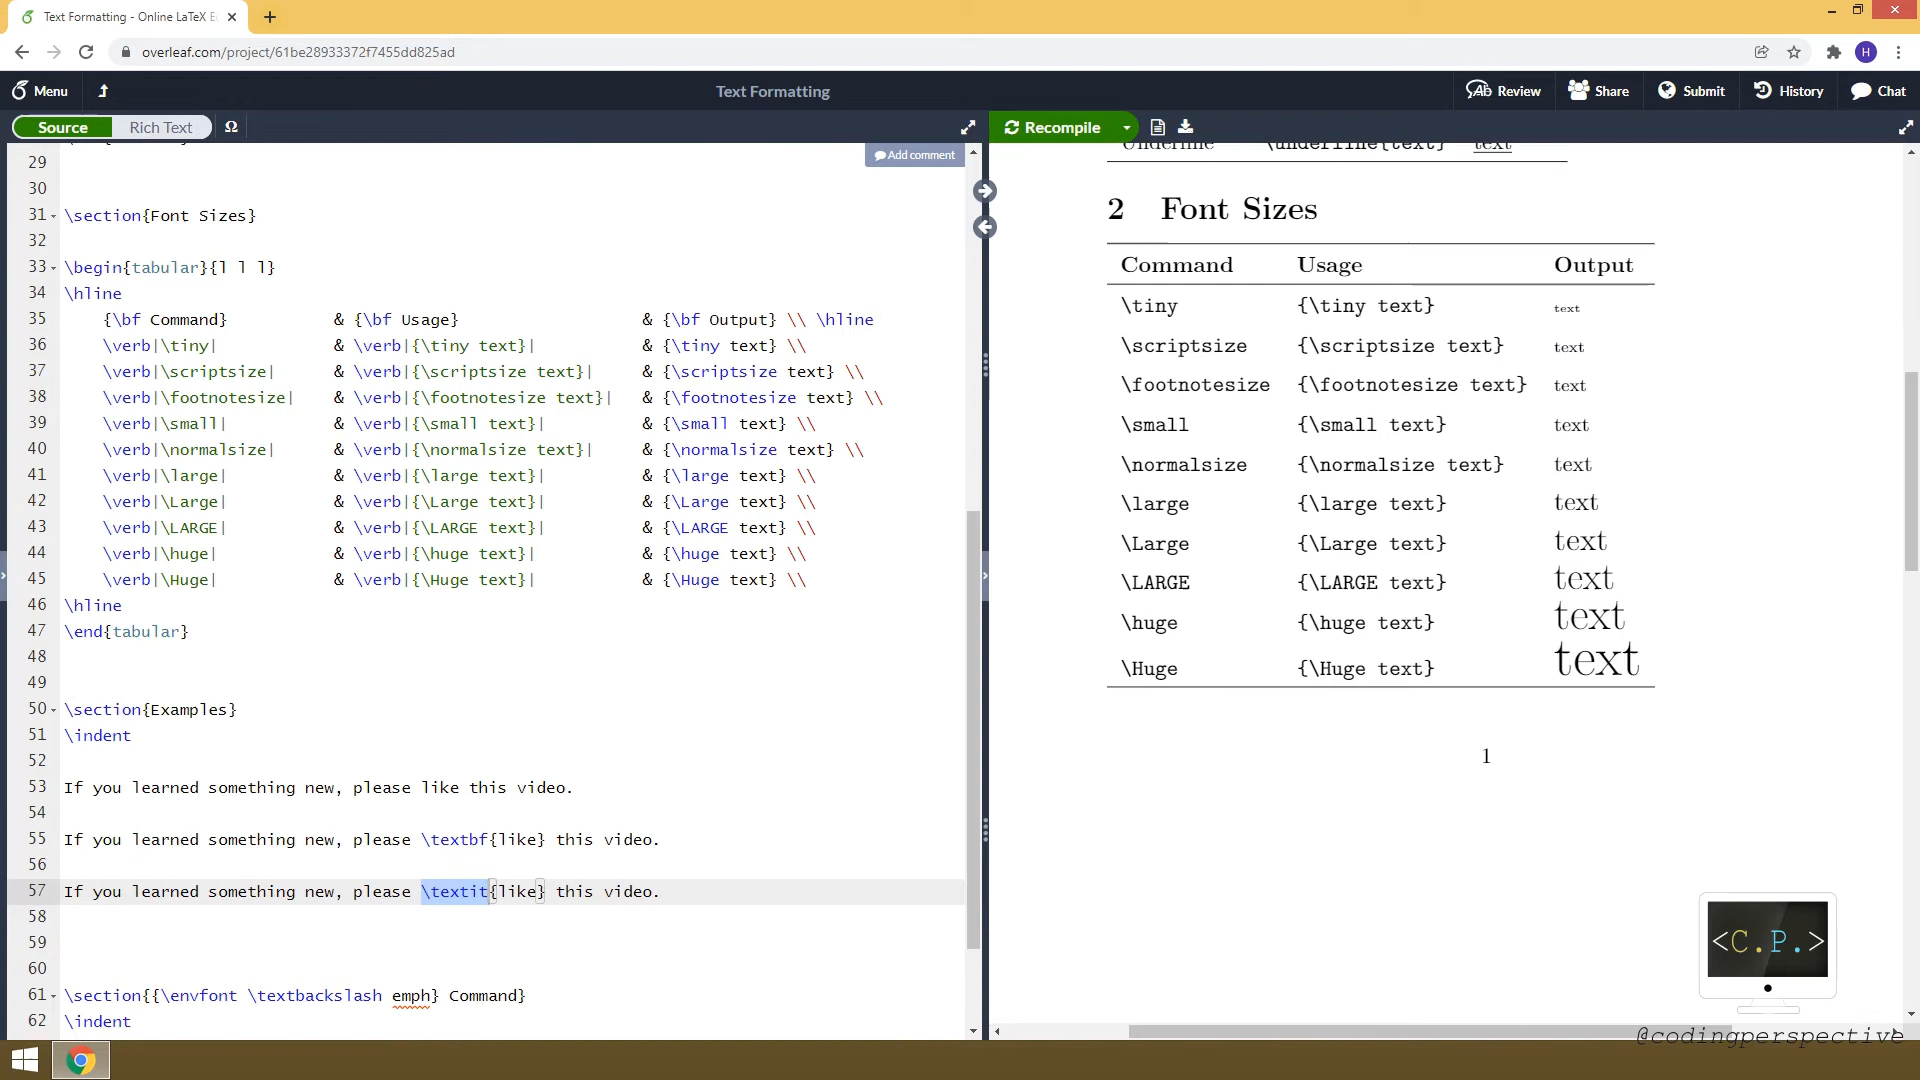 Text Formatting - Online LaTeX E
overleaf.com/project/61be28933372f7455dd825ad
H
Menu
Text Formatting
Review
Share
Submit
History
Chat
Source
Rich Text
Ω
Recompile
Add comment
29
30
31 \section{Font Sizes}
32
33 \begin{tabular}{l l l}
34 \hline
35 {\bf Command} & {\bf Usage} & {\bf Output} \\ \hline
36 \verb|\tiny| & \verb|{\tiny text}| & {\tiny text} \\
37 \verb|\scriptsize| & \verb|{\scriptsize text}| & {\scriptsize text} \\
38 \verb|\footnotesize| & \verb|{\footnotesize text}| & {\footnotesize text} \\
39 \verb|\small| & \verb|{\small text}| & {\small text} \\
40 \verb|\normalsize| & \verb|{\normalsize text}| & {\normalsize text} \\
41 \verb|\large| & \verb|{\large text}| & {\large text} \\
42 \verb|\Large| & \verb|{\Large text}| & {\Large text} \\
43 \verb|\LARGE| & \verb|{\LARGE text}| & {\LARGE text} \\
44 \verb|\huge| & \verb|{\huge text}| & {\huge text} \\
45 \verb|\Huge| & \verb|{\Huge text}| & {\Huge text} \\
46 \hline
47 \end{tabular}
48
49
50 \section{Examples}
51 \indent
52
53 If you learned something new, please like this video.
54
55 If you learned something new, please \textbf{like} this video.
56
57 If you learned something new, please \textit{like} this video.
58
59
60
61 \section{{\envfont \textbackslash emph} Command}
62 \indent
Underline \underline{text} text
2 Font Sizes
Command Usage Output
\tiny {\tiny text} text
\scriptsize {\scriptsize text} text
\footnotesize {\footnotesize text} text
\small {\small text} text
\normalsize {\normalsize text} text
\large {\large text} text
\Large {\Large text} text
\LARGE {\LARGE text} text
\huge {\huge text} text
\Huge {\Huge text} text
1
<C.P.>
@codingperspective